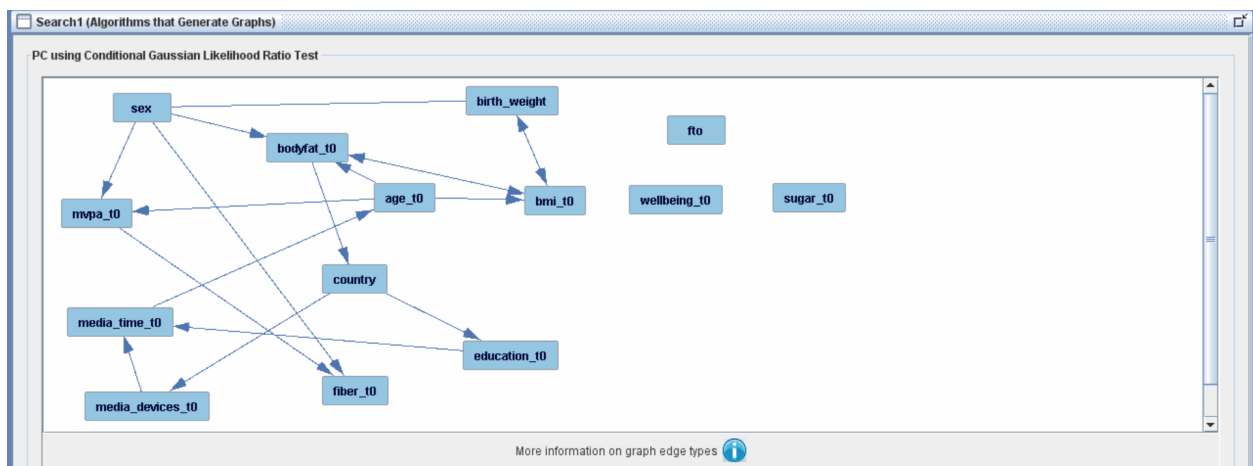 Search1 (Algorithms that Generate Graphs)
PC using Conditional Gaussian Likelihood Ratio Test
sex
birth_weight
fto
bodyfat_t0
age_t0
bmi_t0
wellbeing_t0
sugar_t0
mvpa_t0
country
media_time_t0
education_t0
fiber_t0
media_devices_t0
More information on graph edge types